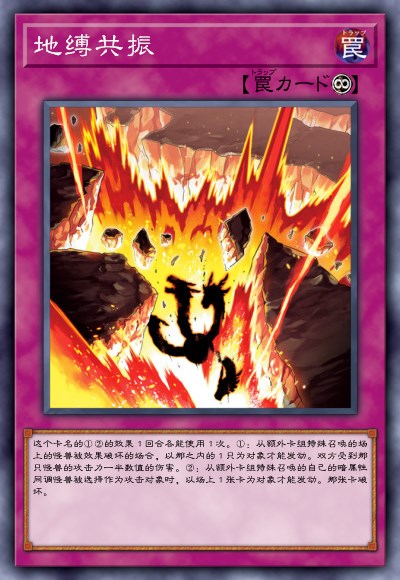 地缚共振
トラップ
罠
トラップ
【罠カード】
这个卡名的①②的效果1回合各能使用1次。①：从额外卡组特殊召唤的场
上的怪兽被效果破坏的场合，以那之内的1只为对象才能发动。双方受到那
只怪兽的攻击力一半数值的伤害。②：从额外卡组特殊召唤的自己的暗属性
同调怪兽被选择作为攻击对象时，以场上1张卡为对象才能发动。那张卡破
坏。